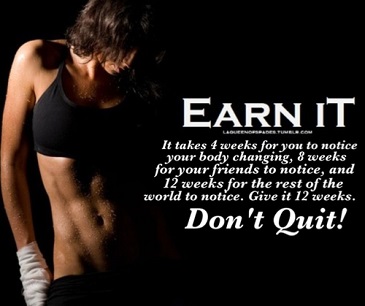 EARN iT
LAQUEENOFSPADES.TUMBLR.COM
It takes 4 weeks for you to notice
your body changing, 8 weeks
for your friends to notice, and
12 weeks for the rest of the
world to notice. Give it 12 weeks.
Don't Quit!